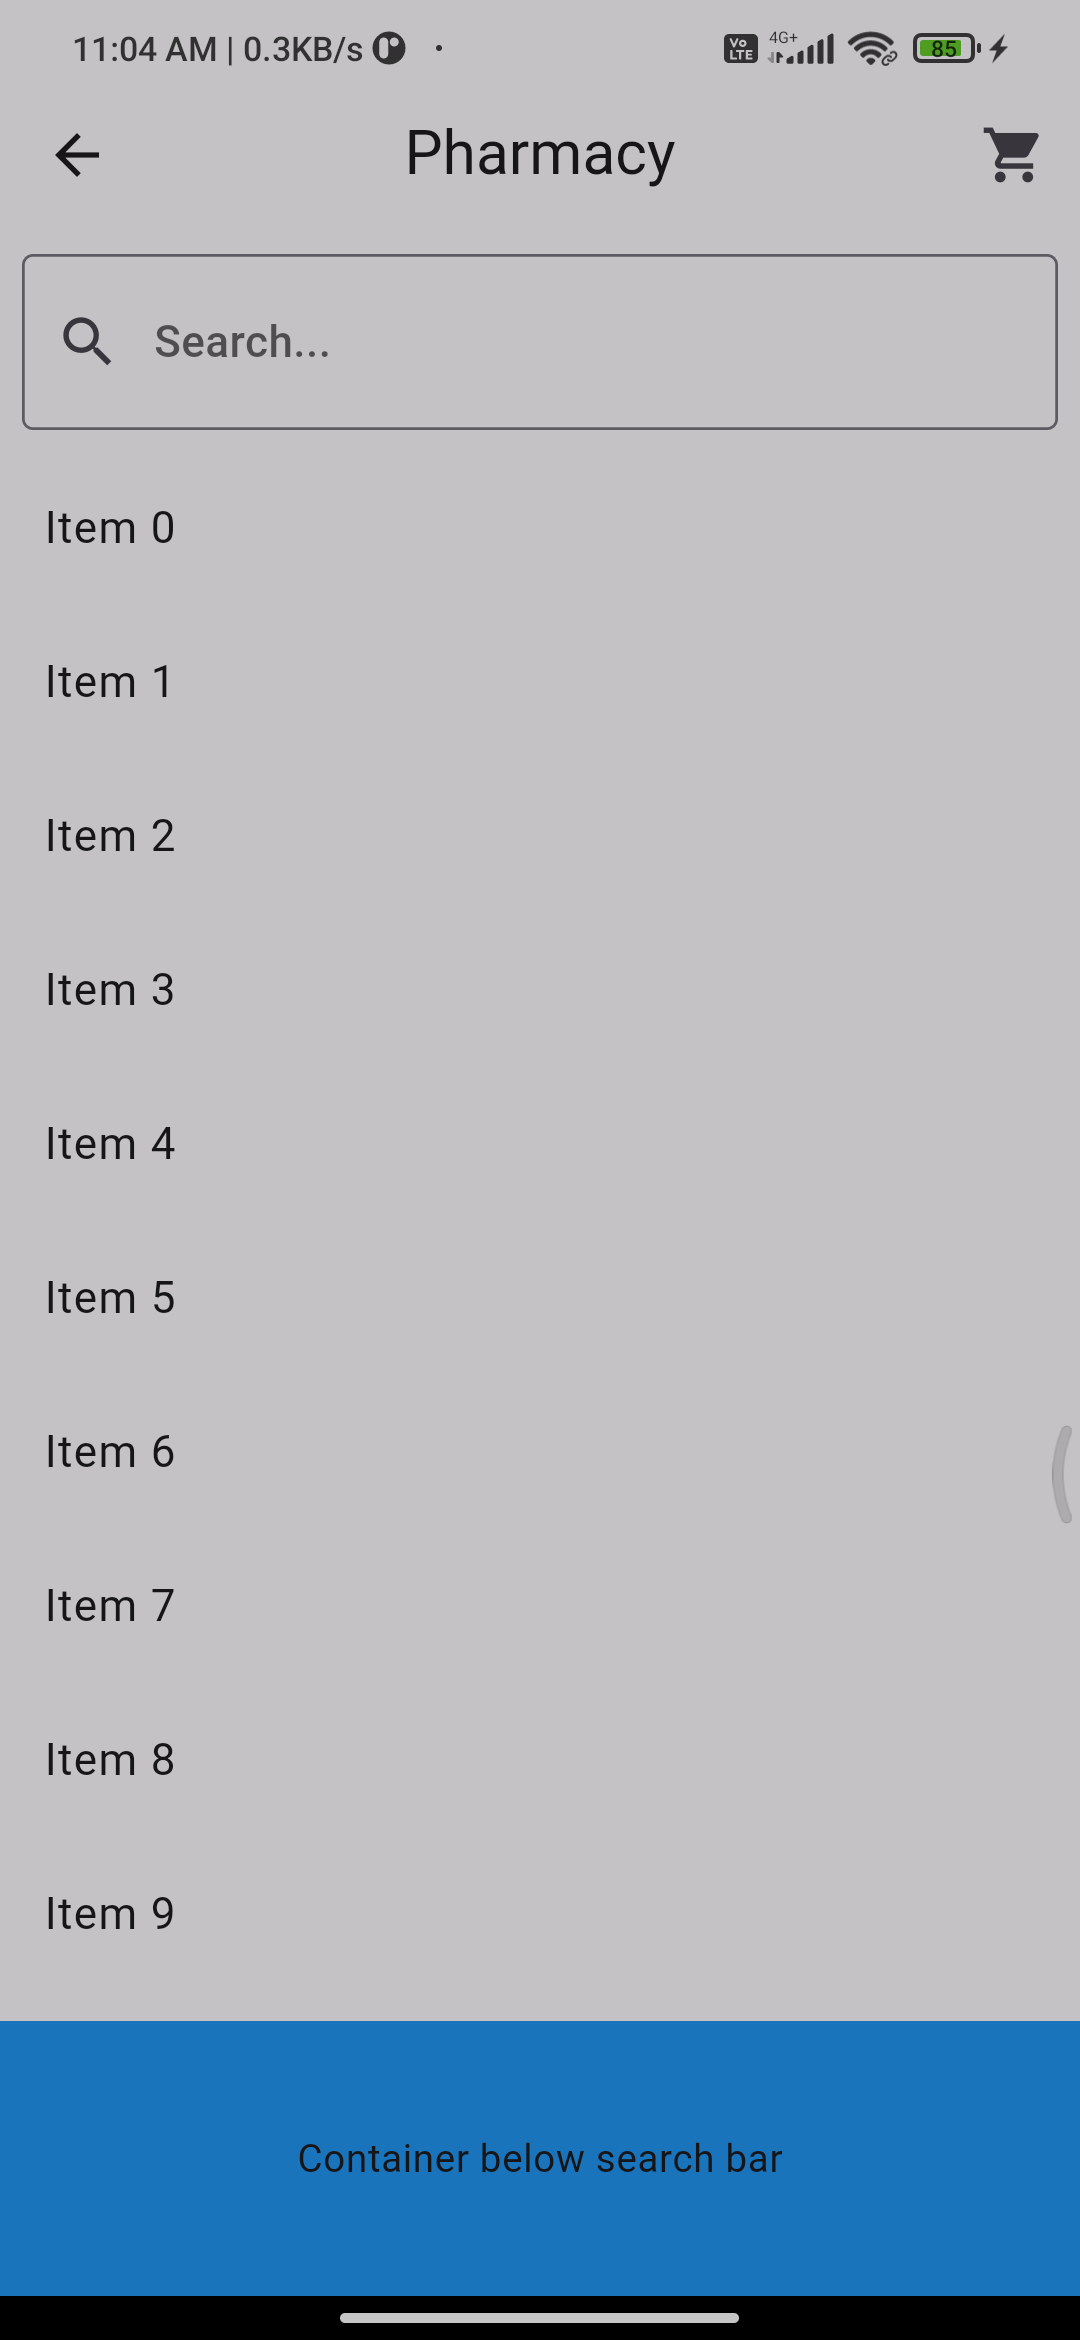 11:04 AM | 0.3KB/s
Vo LTE
4G+
85
Pharmacy
Search...
Item 0
Item 1
Item 2
Item 3
Item 4
Item 5
Item 6
Item 7
Item 8
Item 9
Container below search bar